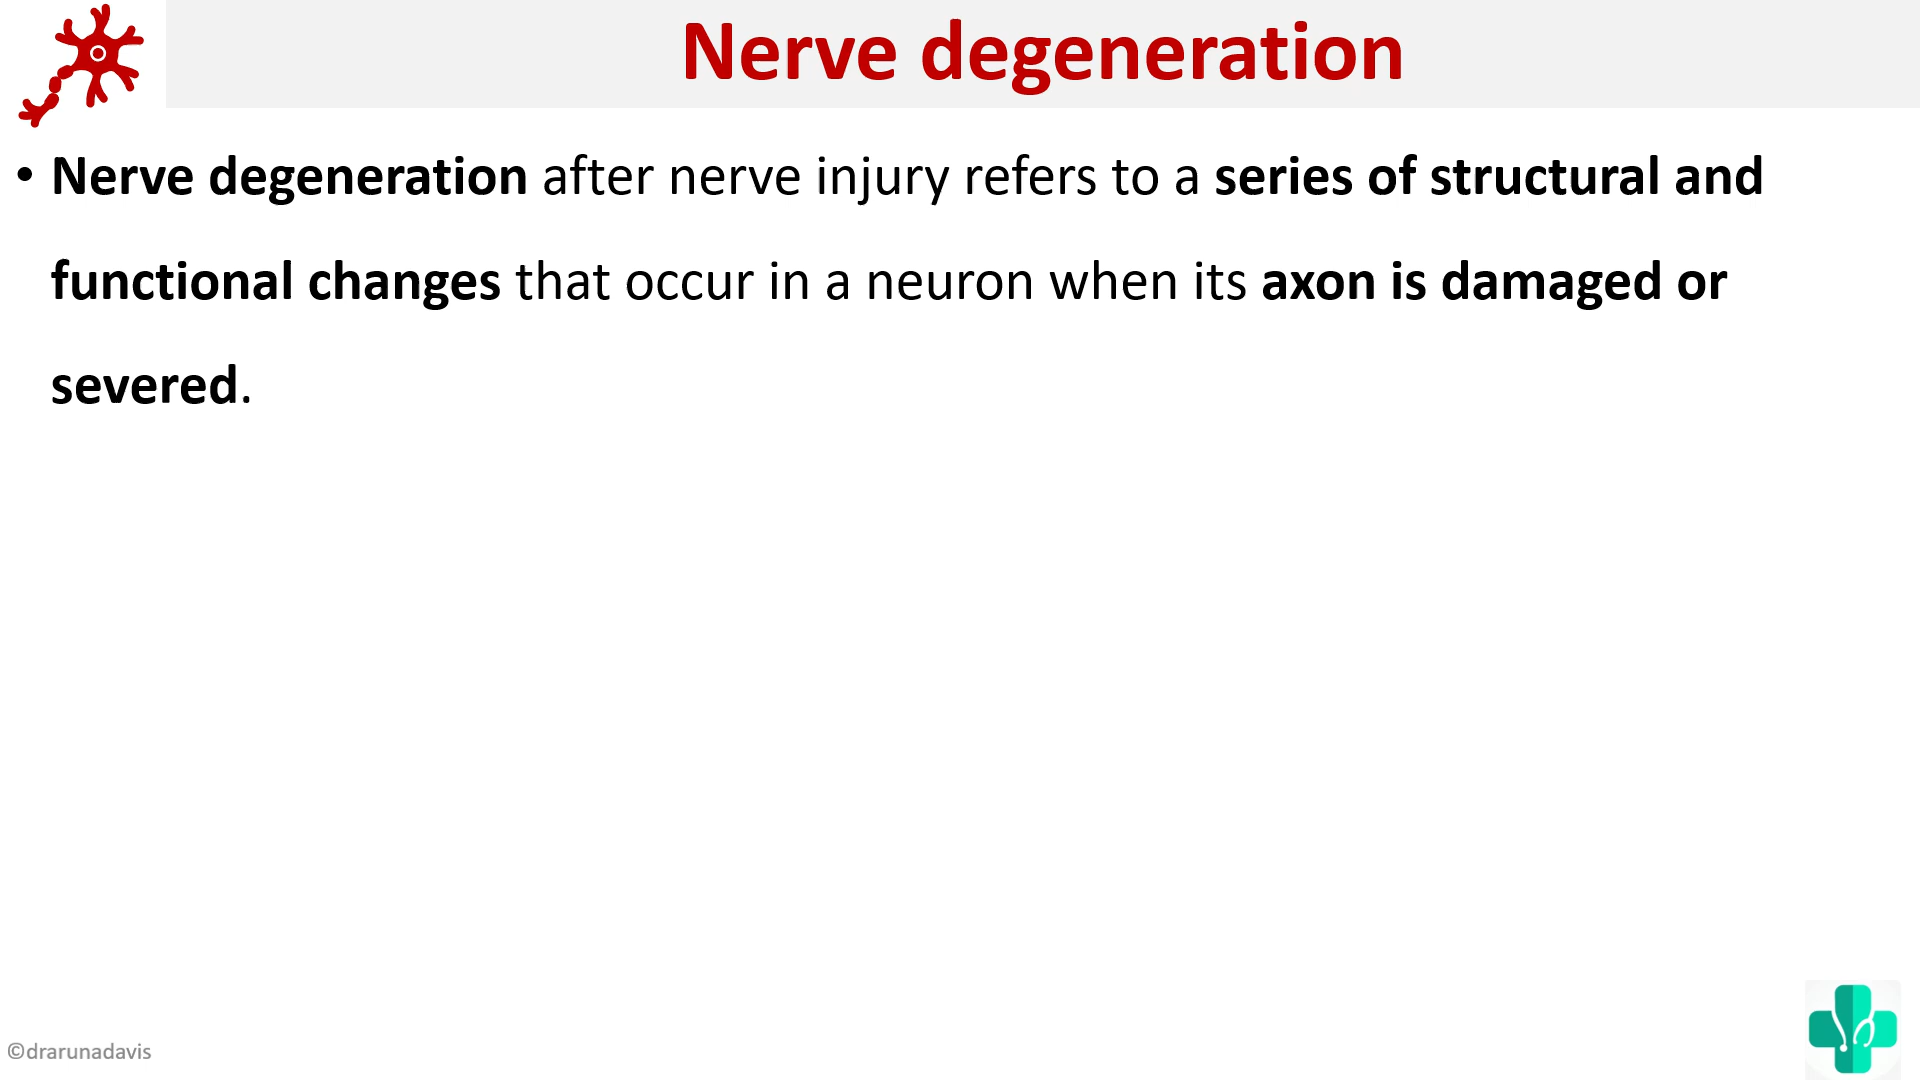 Nerve degeneration
• Nerve degeneration after nerve injury refers to a series of structural and
functional changes that occur in a neuron when its axon is damaged or
severed.
©drarunadavis